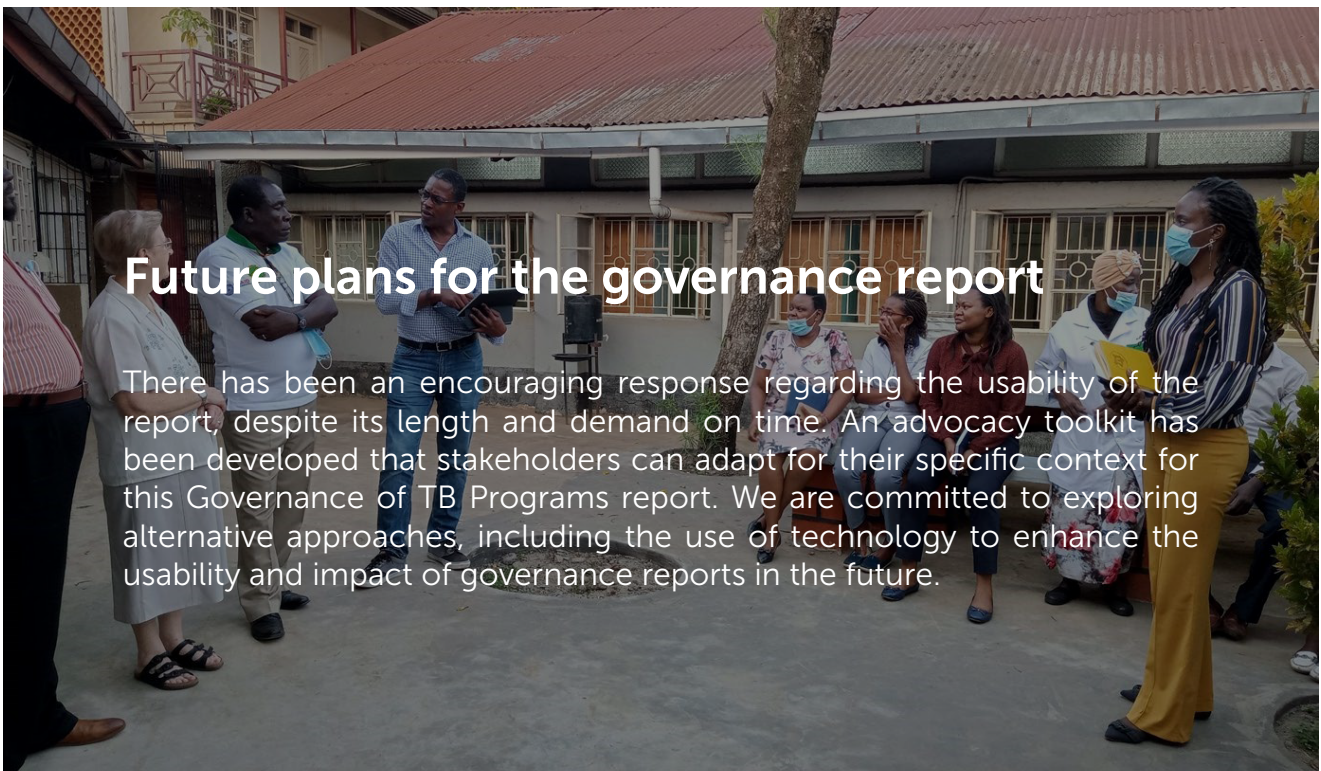 Future plans for the governance report
There has been an encouraging response regarding the usability of the
report, despite its length and demand on time. An advocacy toolkit has
been developed that stakeholders can adapt for their specific context for
this Governance of TB Programs report. We are committed to exploring
alternative approaches, including the use of technology to enhance the
usability and impact of governance reports in the future.